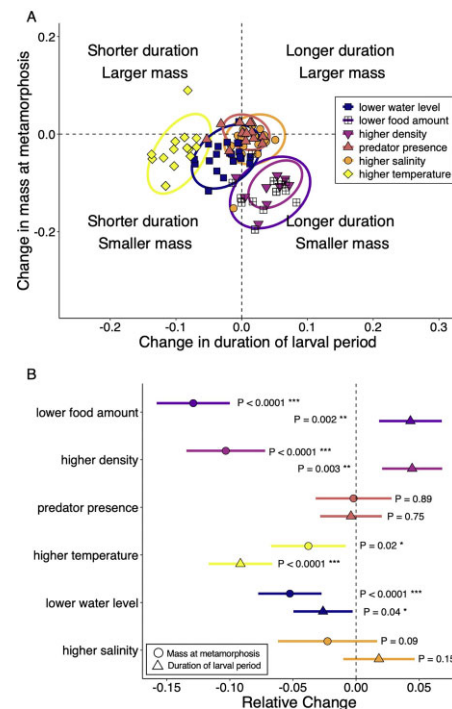 A
Shorter duration
Larger mass
Longer duration
Larger mass
lower water level
lower food amount
higher density
predator presence
higher salinity
higher temperature
Shorter duration
Smaller mass
Longer duration
Smaller mass
Change in mass at metamorphosis
0.2
0.0
-0.2
-0.2
-0.1
0.0
0.1
0.2
0.3
Change in duration of larval period
B
lower food amount
P < 0.0001 ***
P = 0.002 **
higher density
P < 0.0001 ***
P = 0.003 **
predator presence
P = 0.89
P = 0.75
higher temperature
P = 0.02 *
P < 0.0001 ***
lower water level
P < 0.0001 ***
P = 0.04 *
higher salinity
P = 0.09
P = 0.15
Mass at metamorphosis
Duration of larval period
-0.15
-0.10
-0.05
0.00
0.05
Relative Change